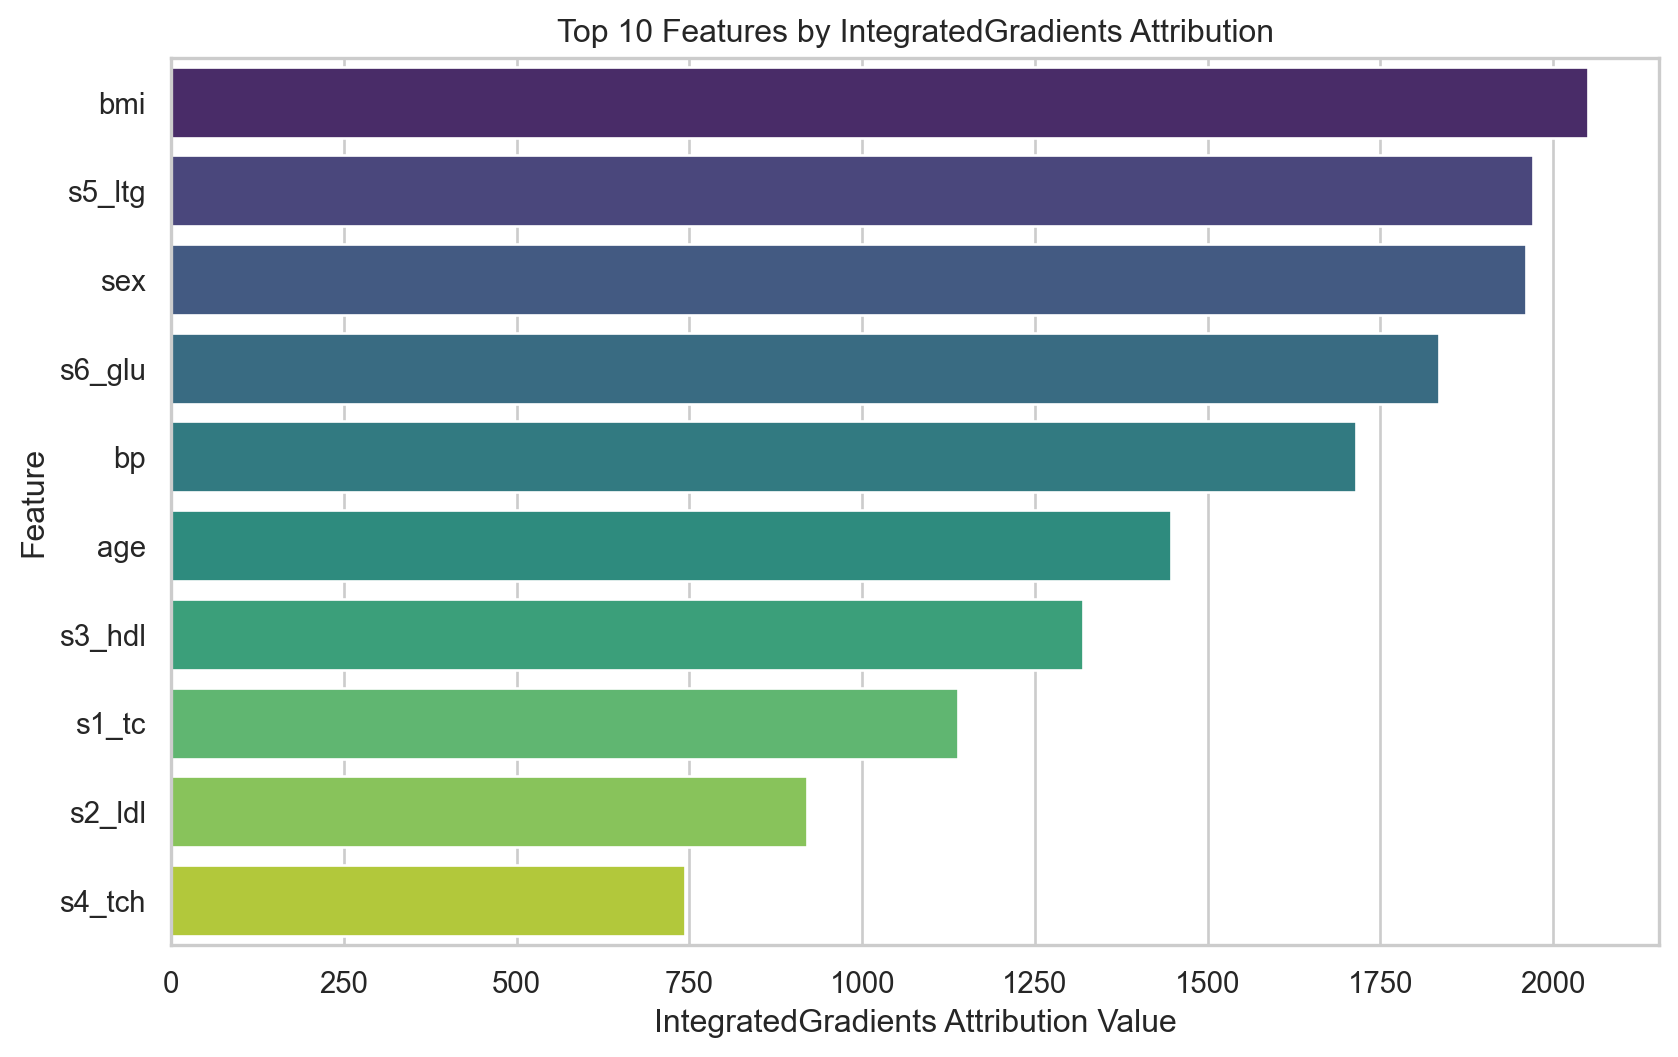 Top 10 Features by IntegratedGradients Attribution
bmi
s5_ltg
sex
s6_glu
bp
age
s3_hdl
s1_tc
s2_ldl
s4_tch
Feature
0 250 500 750 1000 1250 1500 1750 2000
IntegratedGradients Attribution Value